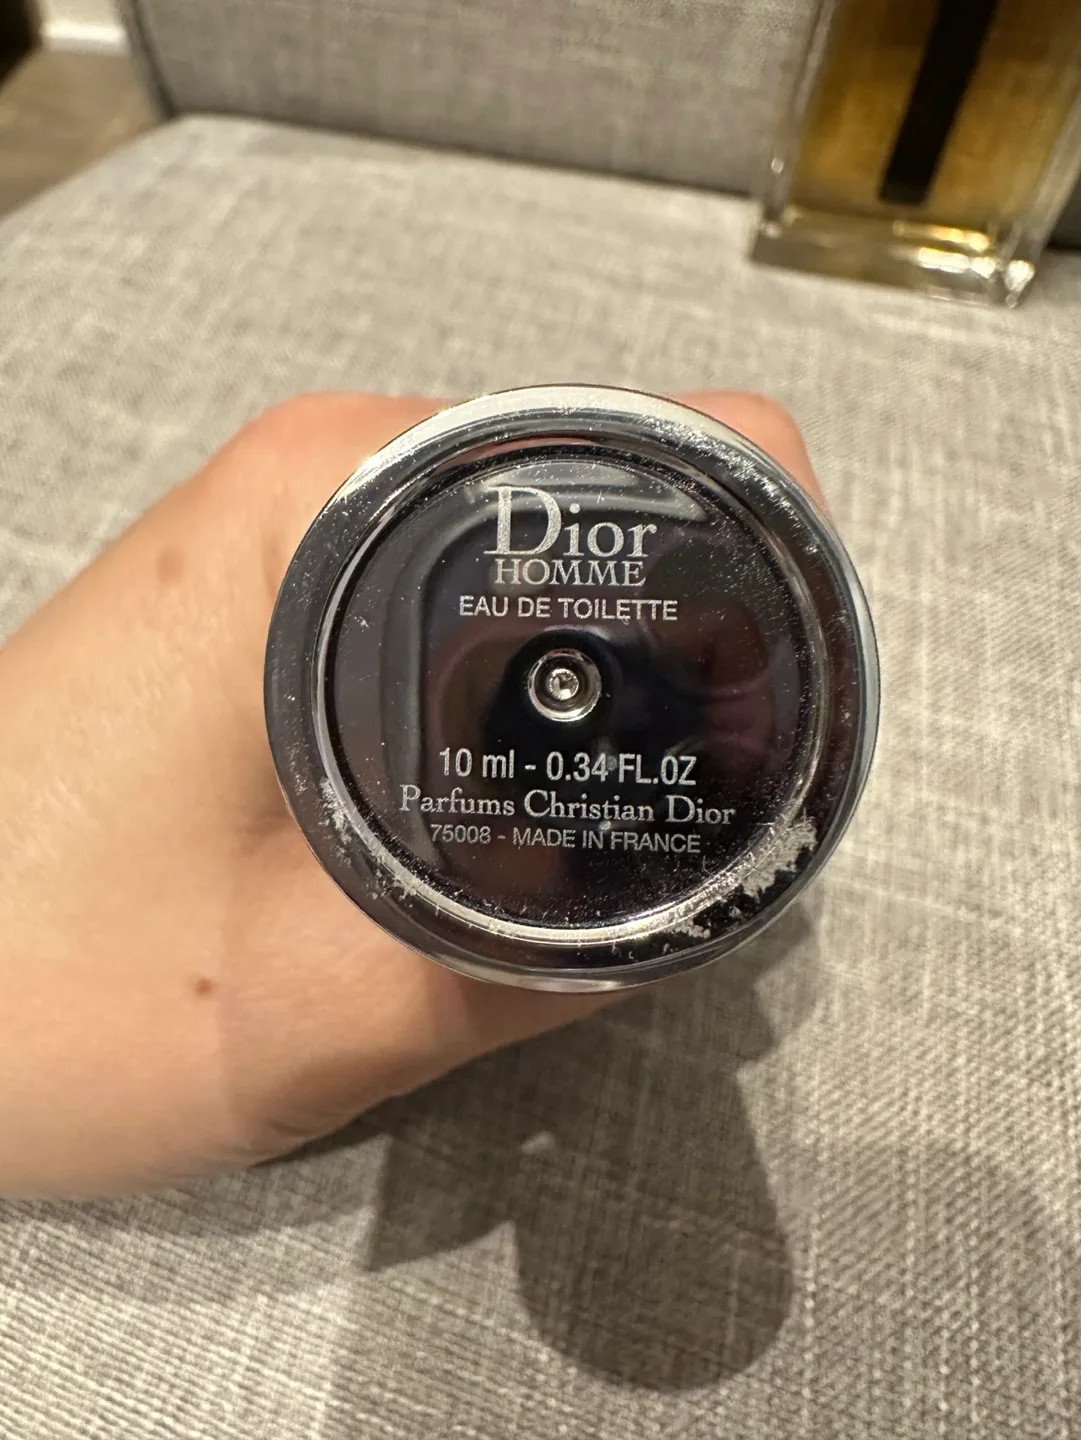 Dior
HOMME
EAU DE TOILETTE
10 ml - 0.34 FL.OZ
Parfums Christian Dior
75008 - MADE IN FRANCE